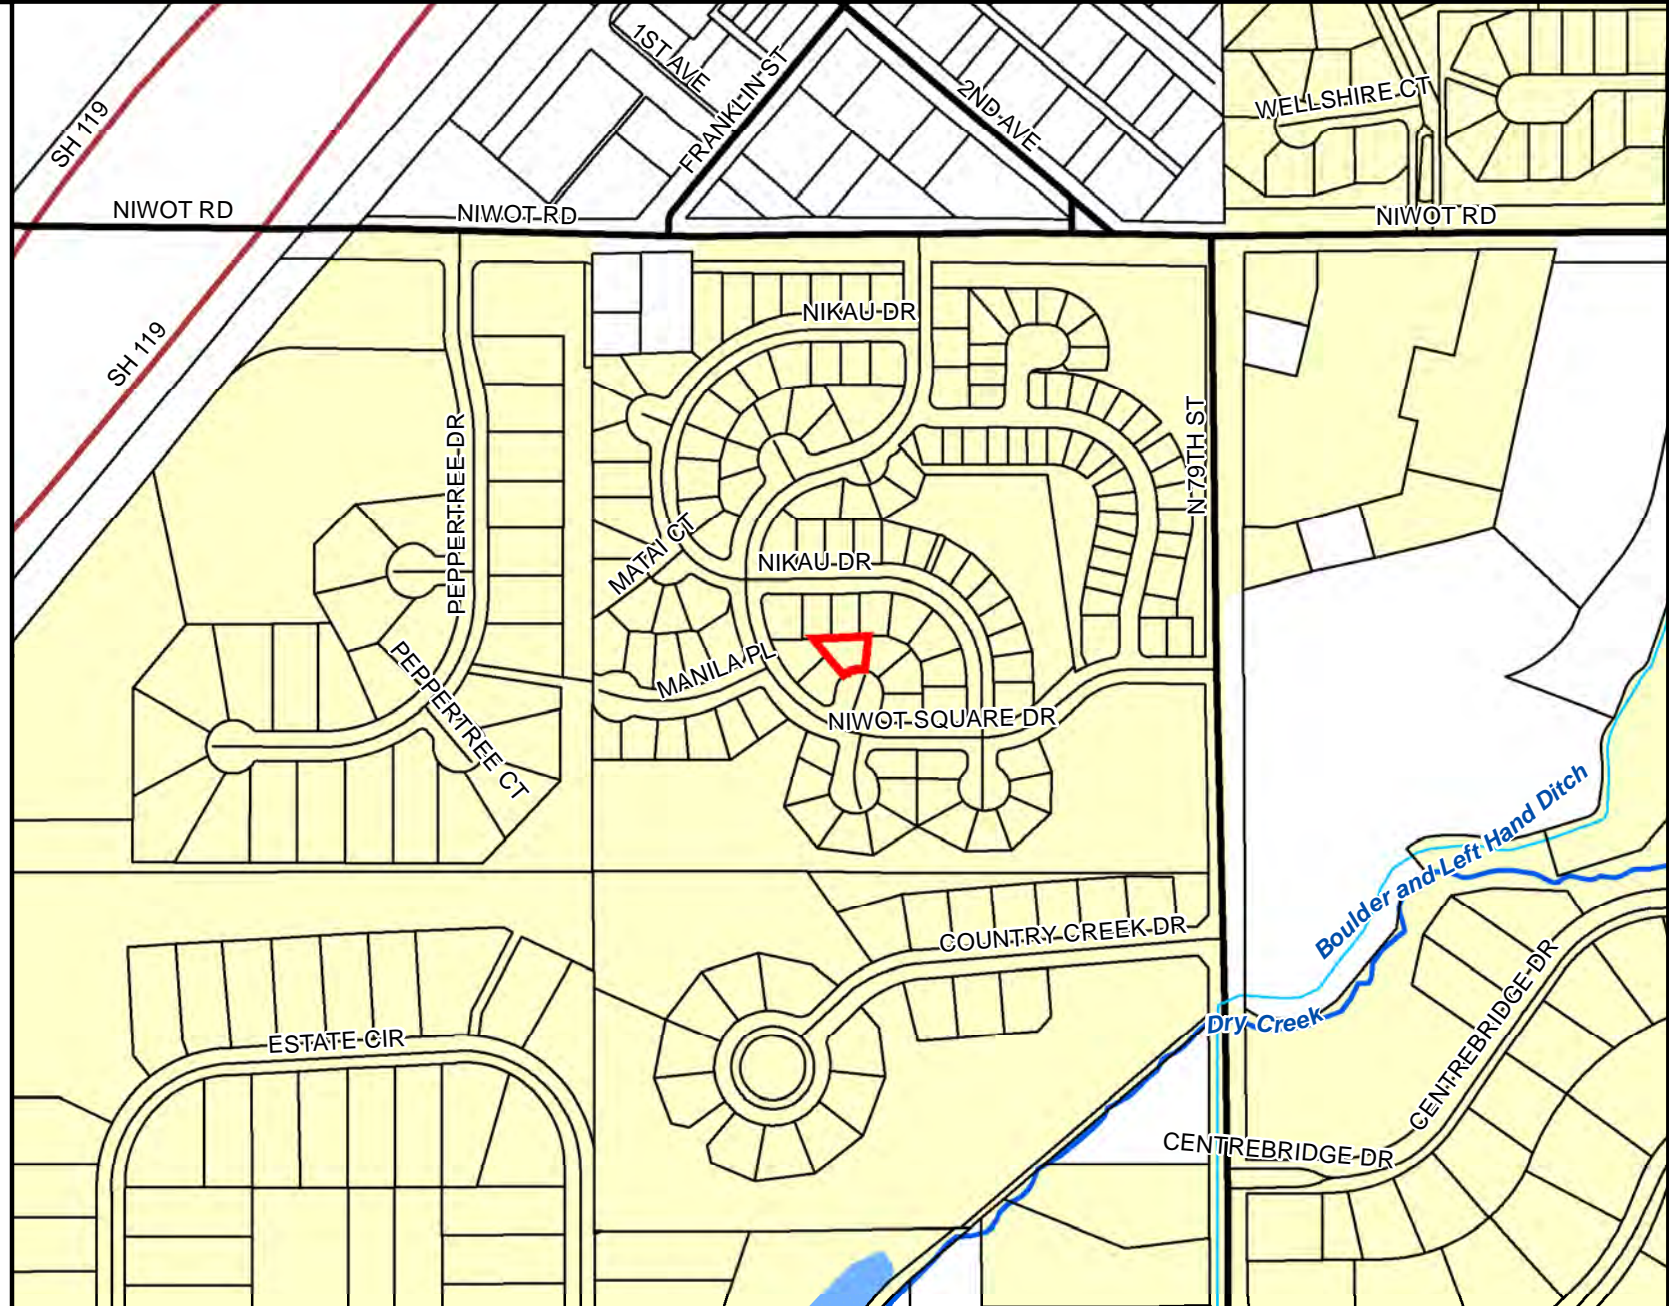 1ST AVE
FRANKLIN ST
2ND AVE
WELLSHIRE CT
SH 119
NIWOT RD
NIWOT RD
NIWOT RD
NIKAU DR
SH 119
PEPPERTREE DR
N 79TH ST
MATAI CT
NIKAU DR
MANILA PL
PEPPERTREE CT
NIWOT SQUARE DR
Boulder and Left Hand Ditch
COUNTRY CREEK DR
Dry Creek
CENTREBRIDGE DR
ESTATE CIR
CENTREBRIDGE DR